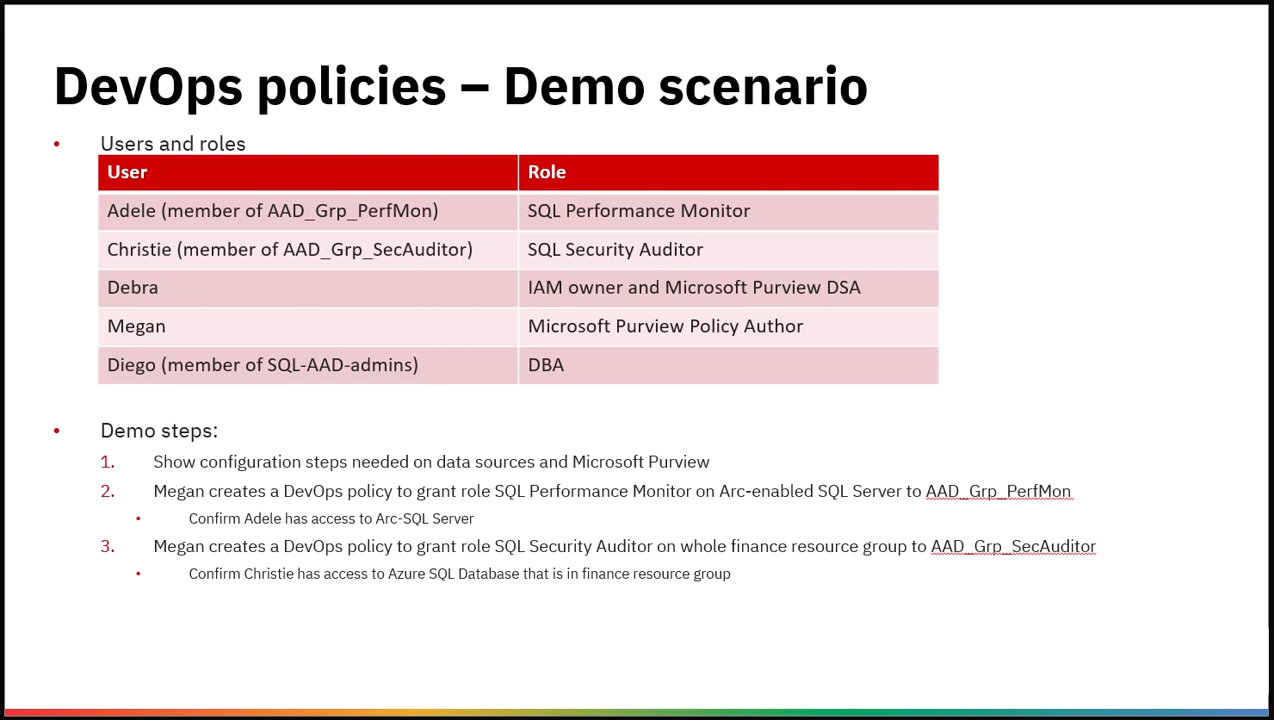 DevOps policies – Demo scenario
• Users and roles
User Role
Adele (member of AAD_Grp_PerfMon) SQL Performance Monitor
Christie (member of AAD_Grp_SecAuditor) SQL Security Auditor
Debra IAM owner and Microsoft Purview DSA
Megan Microsoft Purview Policy Author
Diego (member of SQL-AAD-admins) DBA
• Demo steps:
1. Show configuration steps needed on data sources and Microsoft Purview
2. Megan creates a DevOps policy to grant role SQL Performance Monitor on Arc-enabled SQL Server to AAD_Grp_PerfMon
• Confirm Adele has access to Arc-SQL Server
3. Megan creates a DevOps policy to grant role SQL Security Auditor on whole finance resource group to AAD_Grp_SecAuditor
• Confirm Christie has access to Azure SQL Database that is in finance resource group